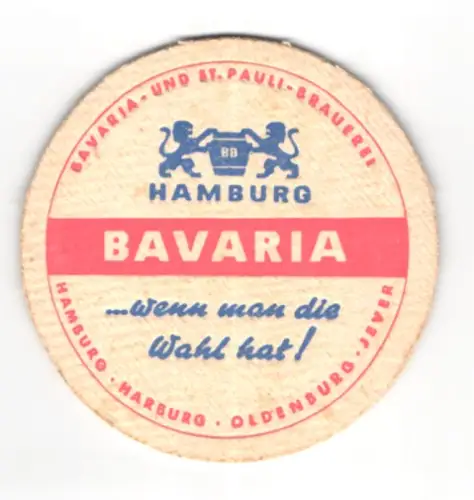 BAVARIA - UND ST. PAULI - BRAUEREI
BB
HAMBURG
BAVARIA
...wenn man die
Wahl hat!
HAMBURG · HARBURG · OLDENBURG · JEVER